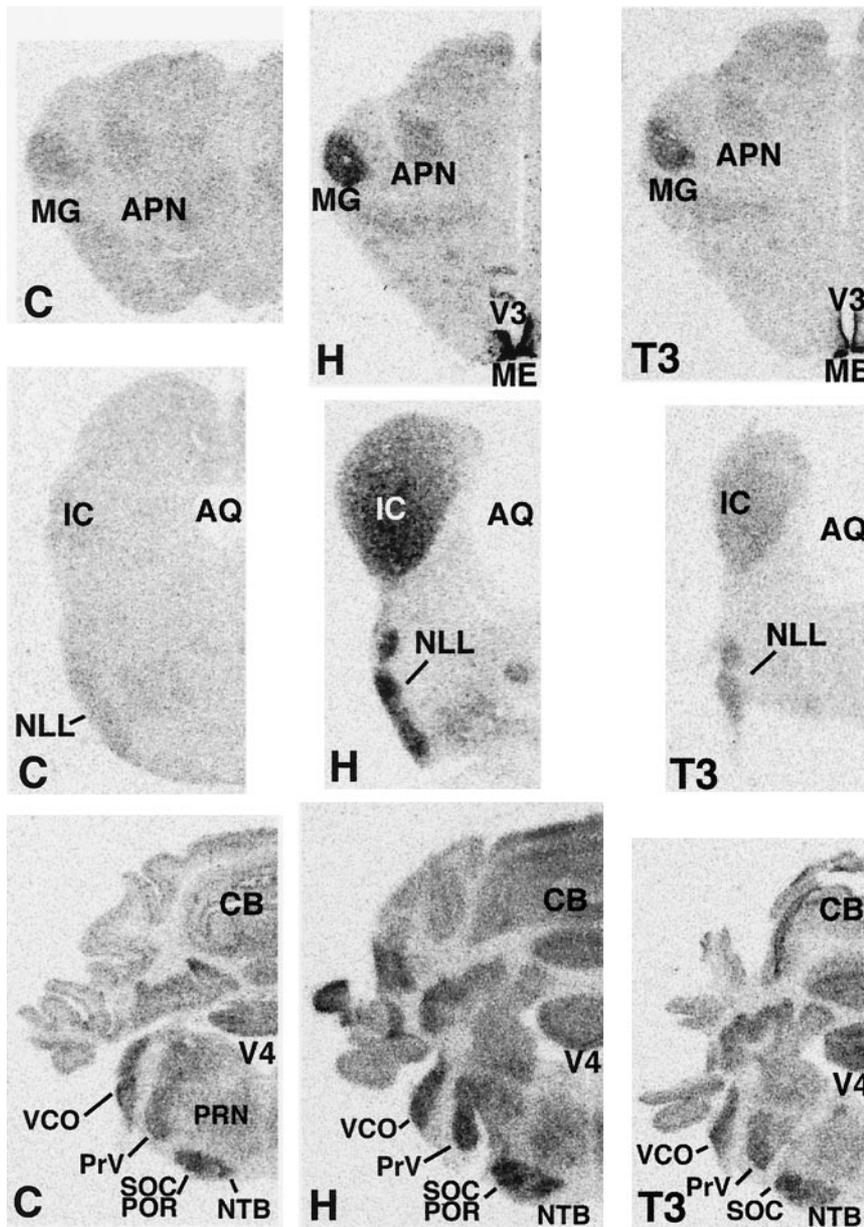 MG APN
C
APN
MG
V3
H ME
APN
MG
V3
T3 ME
IC AQ
NLL
C
IC AQ
NLL
H
IC AQ
NLL
T3
CB
V4
VCO PRN
PrV
SOC
POR NTB
C
CB
V4
VCO
PrV
SOC
POR NTB
H
CB
V4
VCO
PrV
SOC
T3 NTB